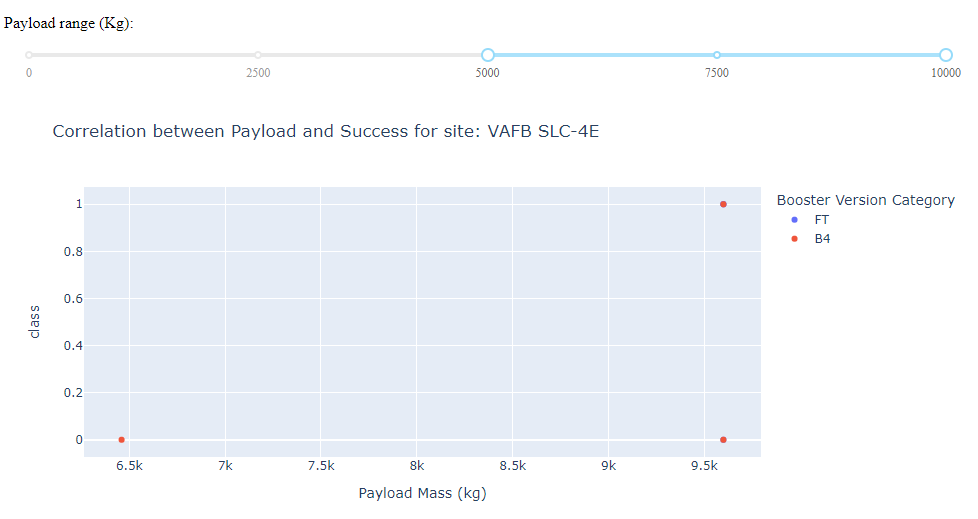 Payload range (Kg):
0 2500 5000 7500 10000
Correlation between Payload and Success for site: VAFB SLC-4E
Booster Version Category
FT
B4
1
0.8
0.6
0.4
0.2
0
class
6.5k 7k 7.5k 8k 8.5k 9k 9.5k
Payload Mass (kg)